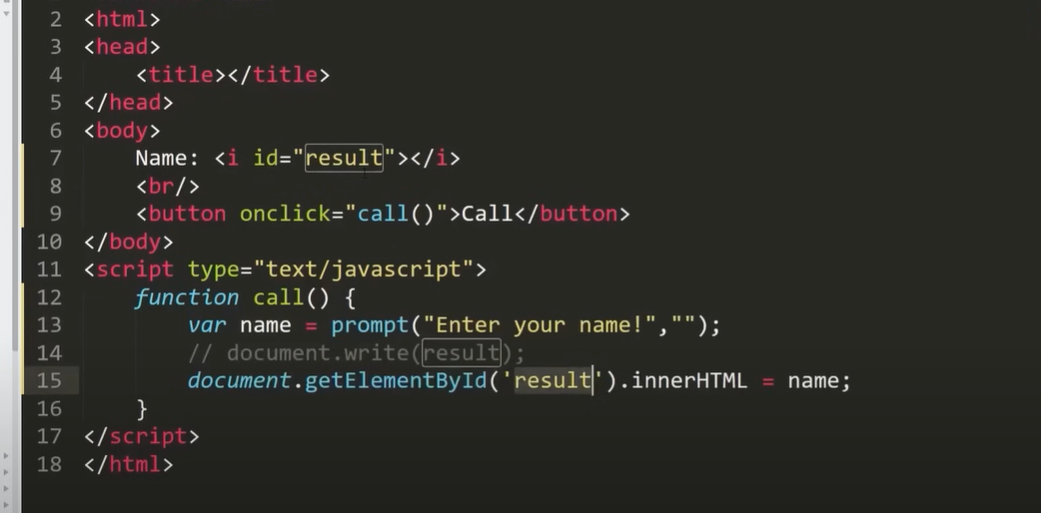 2 <html>
3 <head>
4     <title></title>
5 </head>
6 <body>
7     Name: <i id="result"></i>
8     <br/>
9     <button onclick="call()">Call</button>
10 </body>
11 <script type="text/javascript">
12     function call() {
13         var name = prompt("Enter your name!","");
14         // document.write(result);
15         document.getElementById('result').innerHTML = name;
16     }
17 </script>
18 </html>